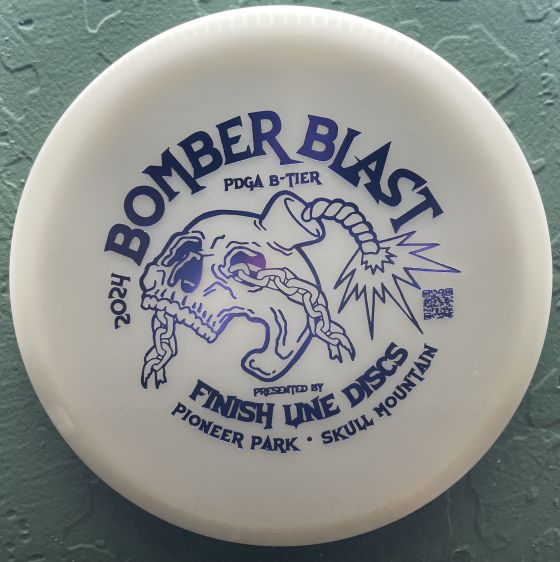 BOMBER BLAST
PDGA B-TIER
2024
PRESENTED BY
FINISH LINE DISCS
PIONEER PARK • SKULL MOUNTAIN